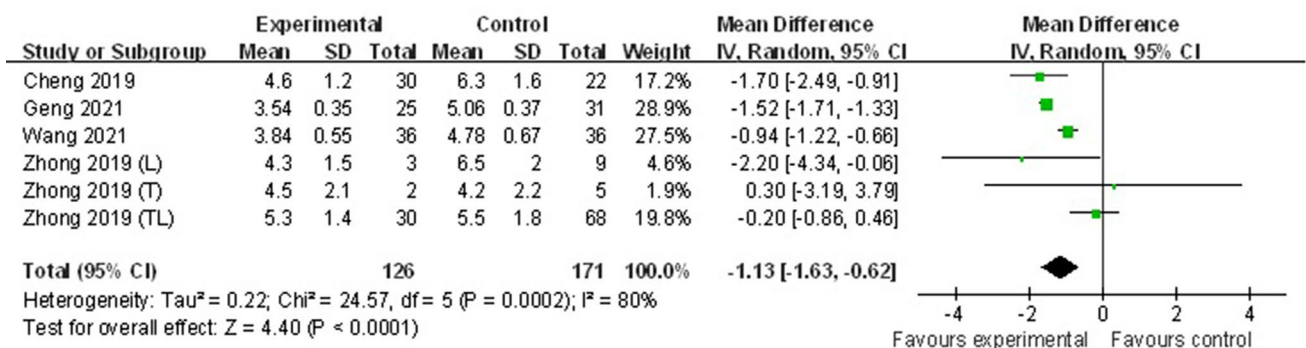 Experimental Control Mean Difference Mean Difference
Study or Subgroup Mean SD Total Mean SD Total Weight IV, Random, 95% CI IV, Random, 95% CI
Cheng 2019 4.6 1.2 30 6.3 1.6 22 17.2% -1.70 [-2.49, -0.91]
Geng 2021 3.54 0.35 25 5.06 0.37 31 28.9% -1.52 [-1.71, -1.33]
Wang 2021 3.84 0.55 36 4.78 0.67 36 27.5% -0.94 [-1.22, -0.66]
Zhong 2019 (L) 4.3 1.5 3 6.5 2 9 4.6% -2.20 [-4.34, -0.06]
Zhong 2019 (T) 4.5 2.1 2 4.2 2.2 5 1.9% 0.30 [-3.19, 3.79]
Zhong 2019 (TL) 5.3 1.4 30 5.5 1.8 68 19.8% -0.20 [-0.86, 0.46]
Total (95% CI) 126 171 100.0% -1.13 [-1.63, -0.62]
Heterogeneity: Tau² = 0.22; Chi² = 24.57, df = 5 (P = 0.0002); I² = 80%
Test for overall effect: Z = 4.40 (P < 0.0001)
-4 -2 0 2 4
Favours experimental Favours control